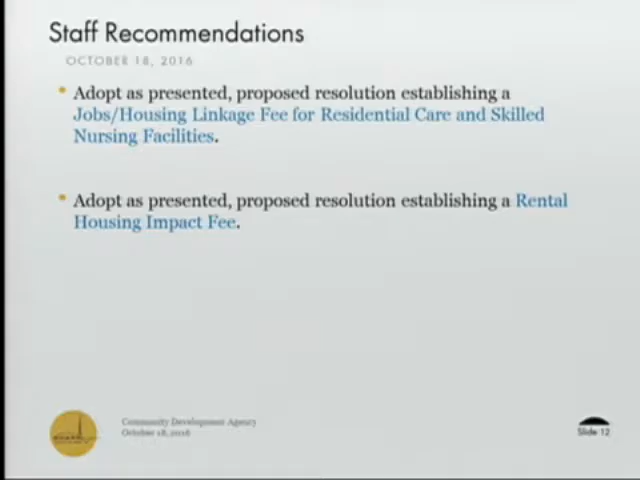 Staff Recommendations
OCTOBER 18, 2016
• Adopt as presented, proposed resolution establishing a
Jobs/Housing Linkage Fee for Residential Care and Skilled
Nursing Facilities.
• Adopt as presented, proposed resolution establishing a Rental
Housing Impact Fee.
Community Development Agency
October 18, 2016
Slide 12